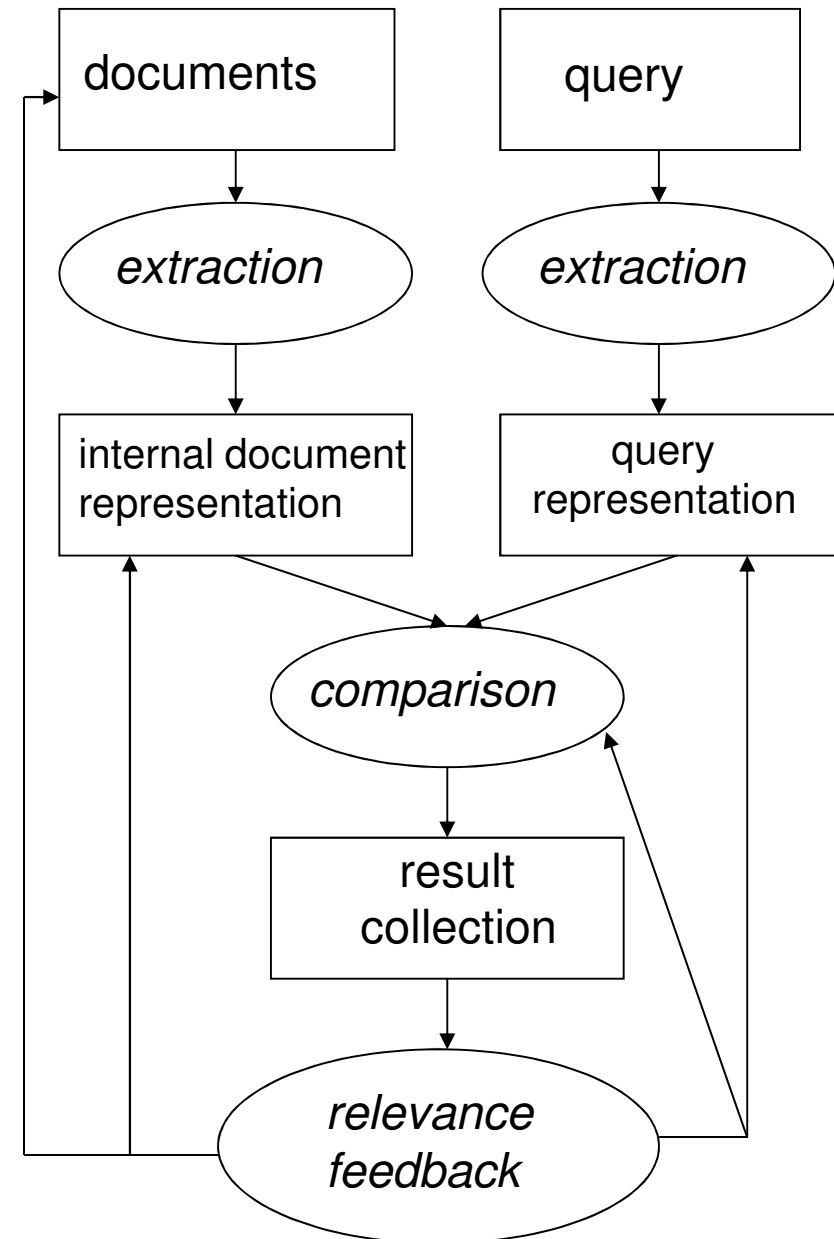 documents
query
extraction
extraction
internal document
representation
query
representation
comparison
result
collection
relevance
feedback